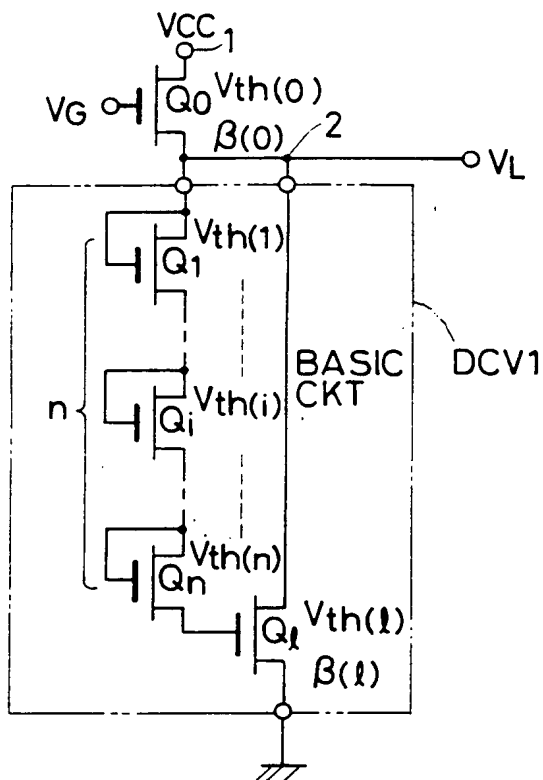 VCC 1
VG Q0 Vth(0)
β(0) 2
VL
Vth(1)
Q1
BASIC
CKT
DCV1
n
Vth(i)
Qi
Vth(n)
Qn
Vth(ℓ)
Qℓ
β(ℓ)